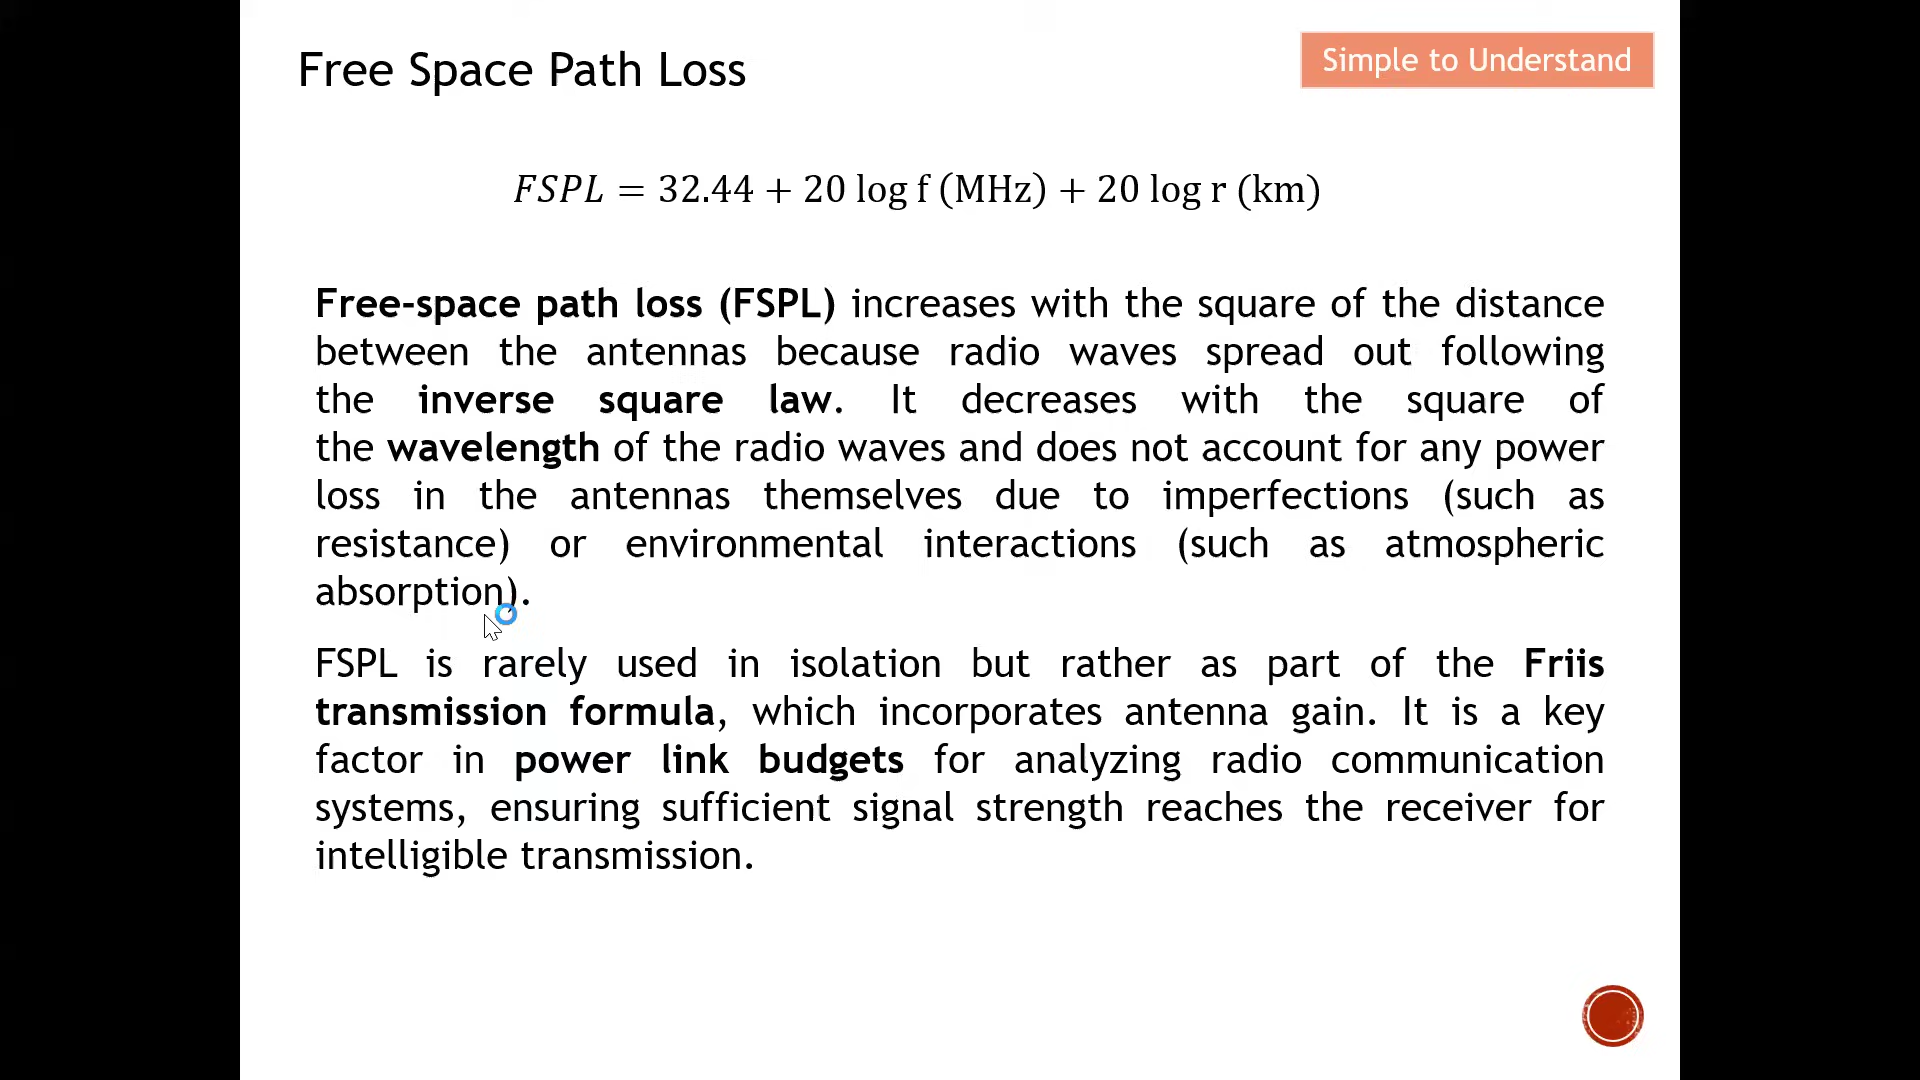 Free Space Path Loss
Simple to Understand
FSPL = 32.44 + 20 log f (MHz) + 20 log r (km)
Free-space path loss (FSPL) increases with the square of the distance
between the antennas because radio waves spread out following
the inverse square law. It decreases with the square of
the wavelength of the radio waves and does not account for any power
loss in the antennas themselves due to imperfections (such as
resistance) or environmental interactions (such as atmospheric
absorption).
FSPL is rarely used in isolation but rather as part of the Friis
transmission formula, which incorporates antenna gain. It is a key
factor in power link budgets for analyzing radio communication
systems, ensuring sufficient signal strength reaches the receiver for
intelligible transmission.